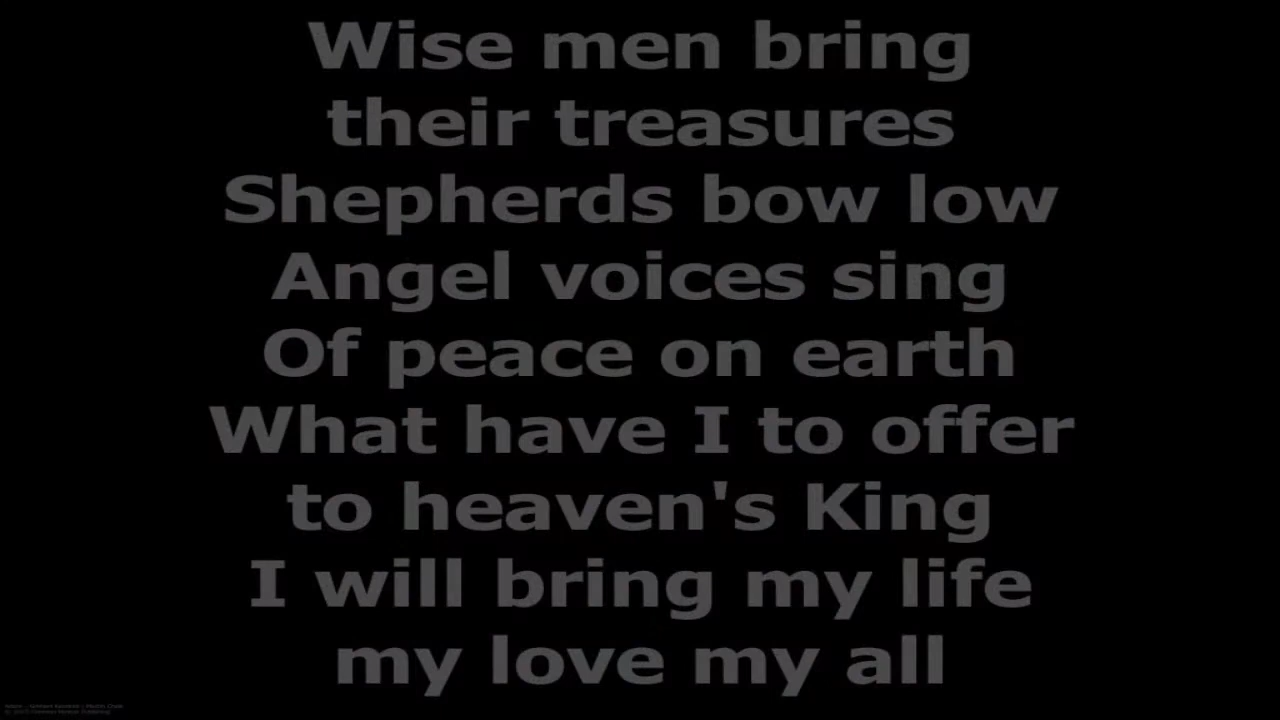 Wise men bring
their treasures
Shepherds bow low
Angel voices sing
Of peace on earth
What have I to offer
to heaven's King
I will bring my life
my love my all